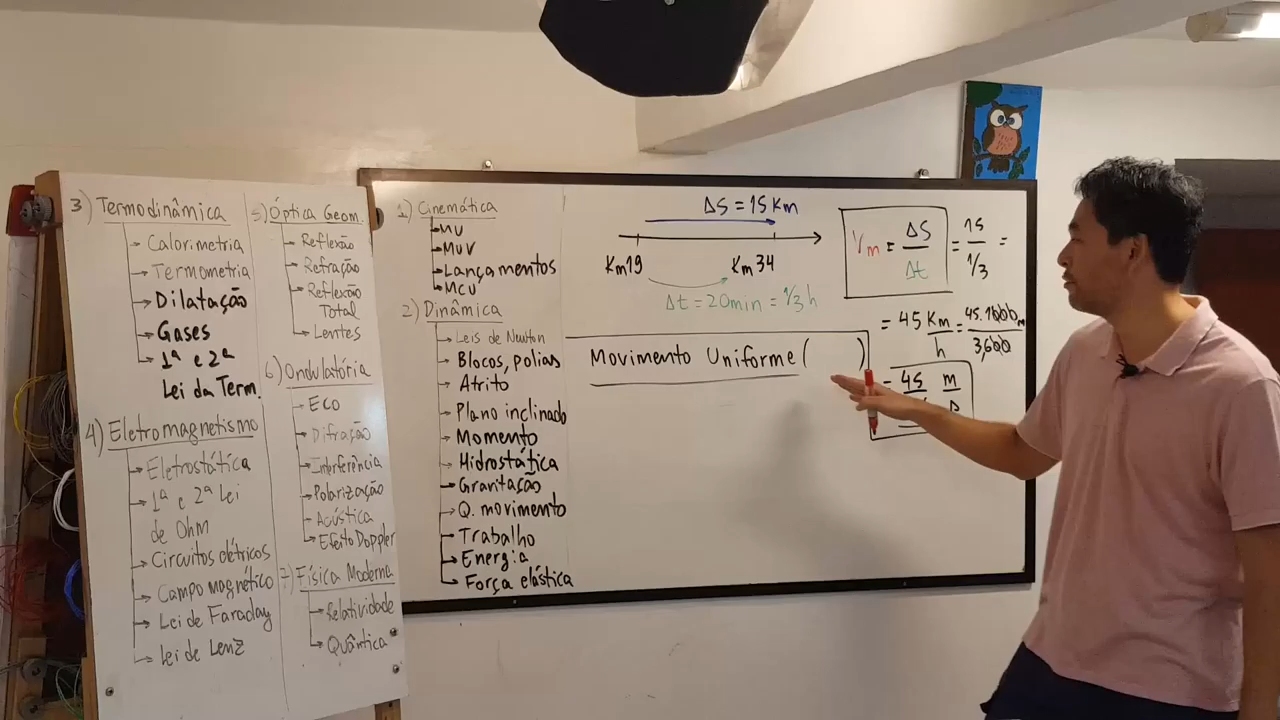 3) Termodinâmica
Calorimetria
Termometria
Dilatação
Gases
1ª e 2ª
Lei da Term.
4) Eletromagnetismo
Eletrostática
1ª e 2ª Lei
de Ohm
Circuitos elétricos
Campo magnético
Lei de Faraday
Lei de Lenz
5) Óptica Geom.
Reflexão
Refração
Reflexão
Total
Lentes
6) Ondulatória
Eco
Difração
Interferência
Polarização
Acústica
Efeito Doppler
7) Física Moderna
Relatividade
Quântica
1) Cinemática
MU
MUV
Lançamentos
MCU
2) Dinâmica
Leis de Newton
Blocos, polias
Atrito
Plano inclinado
Momento
Hidrostática
Gravitação
Q. movimento
Trabalho
Energia
Força elástica
ΔS = 15 Km
Km 19 Km 34
Δt = 20min = 1/3 h
Vm = ΔS/Δt = 15/(1/3) =
= 45 Km/h = 45.1000 m/3,600
= 45 m
Movimento Uniforme ( )